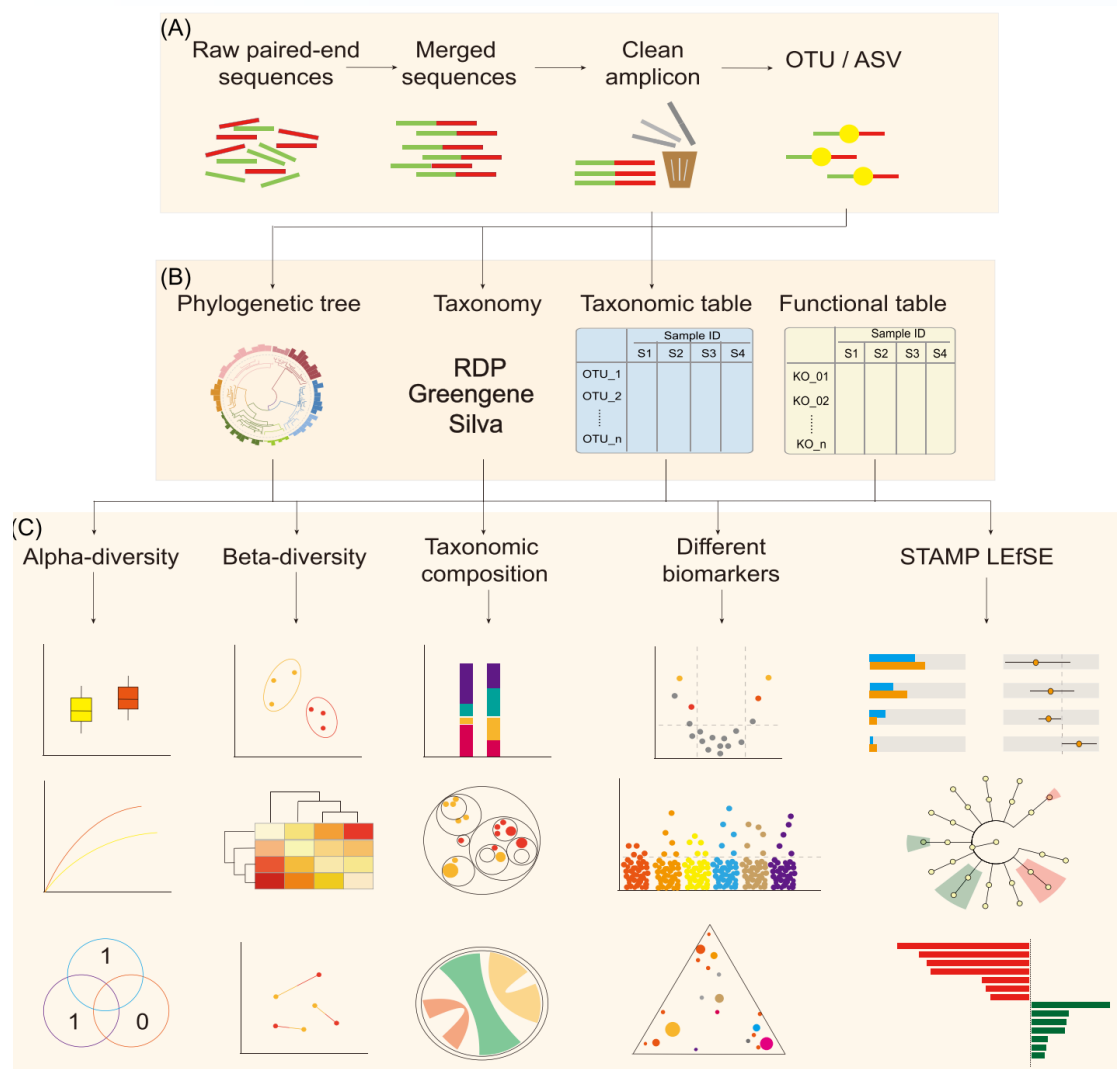 (A)
Raw paired-end
sequences
Merged
sequences
Clean
amplicon
OTU / ASV
(B)
Phylogenetic tree
Taxonomy
RDP
Greengene
Silva
Taxonomic table
Sample ID
S1 S2 S3 S4
OTU_1
OTU_2
OTU_n
Functional table
Sample ID
S1 S2 S3 S4
KO_01
KO_02
KO_n
(C)
Alpha-diversity
Beta-diversity
Taxonomic
composition
Different
biomarkers
STAMP LEfSE
1
1 0